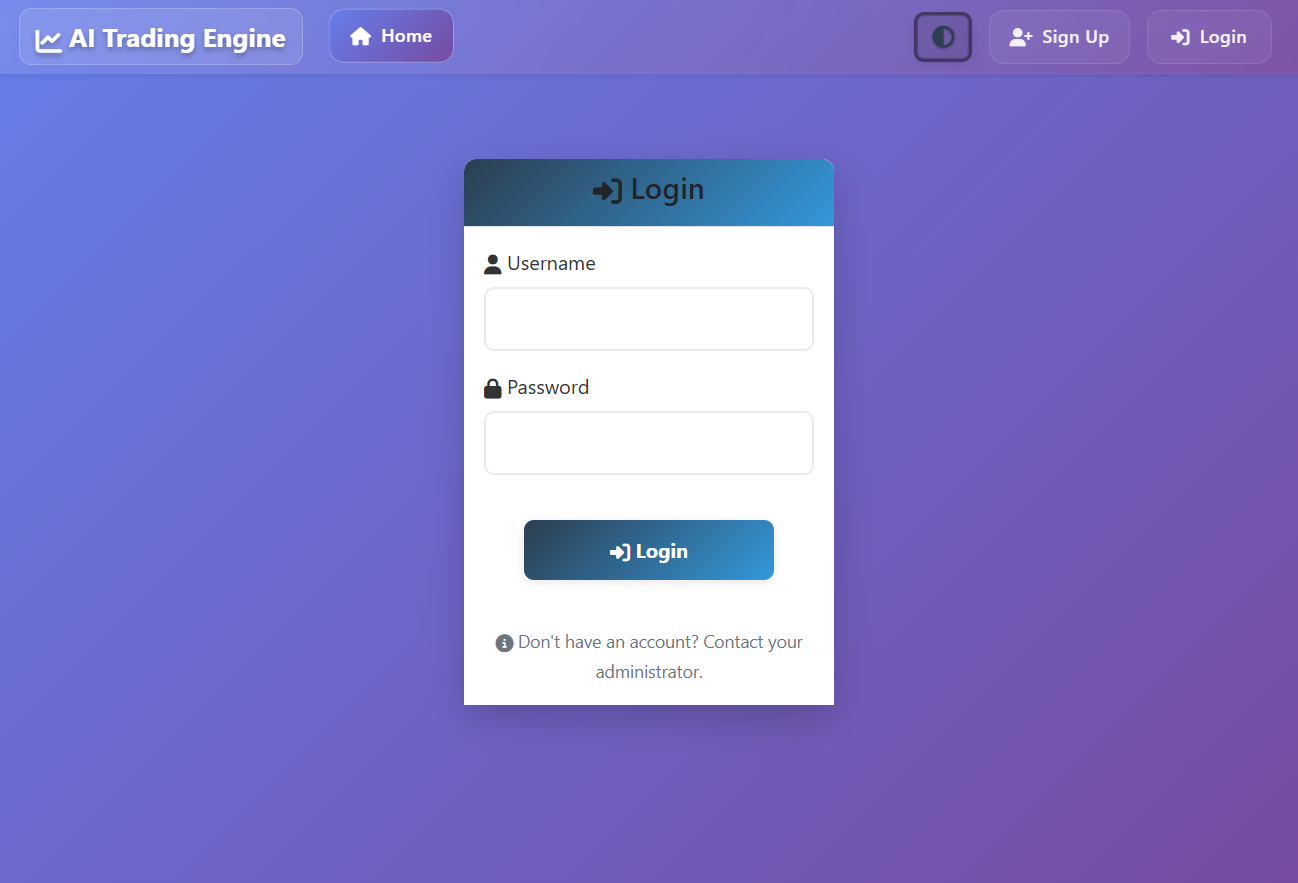 AI Trading Engine
Home
Sign Up
Login
Login
Username
Password
Login
Don't have an account? Contact your
administrator.